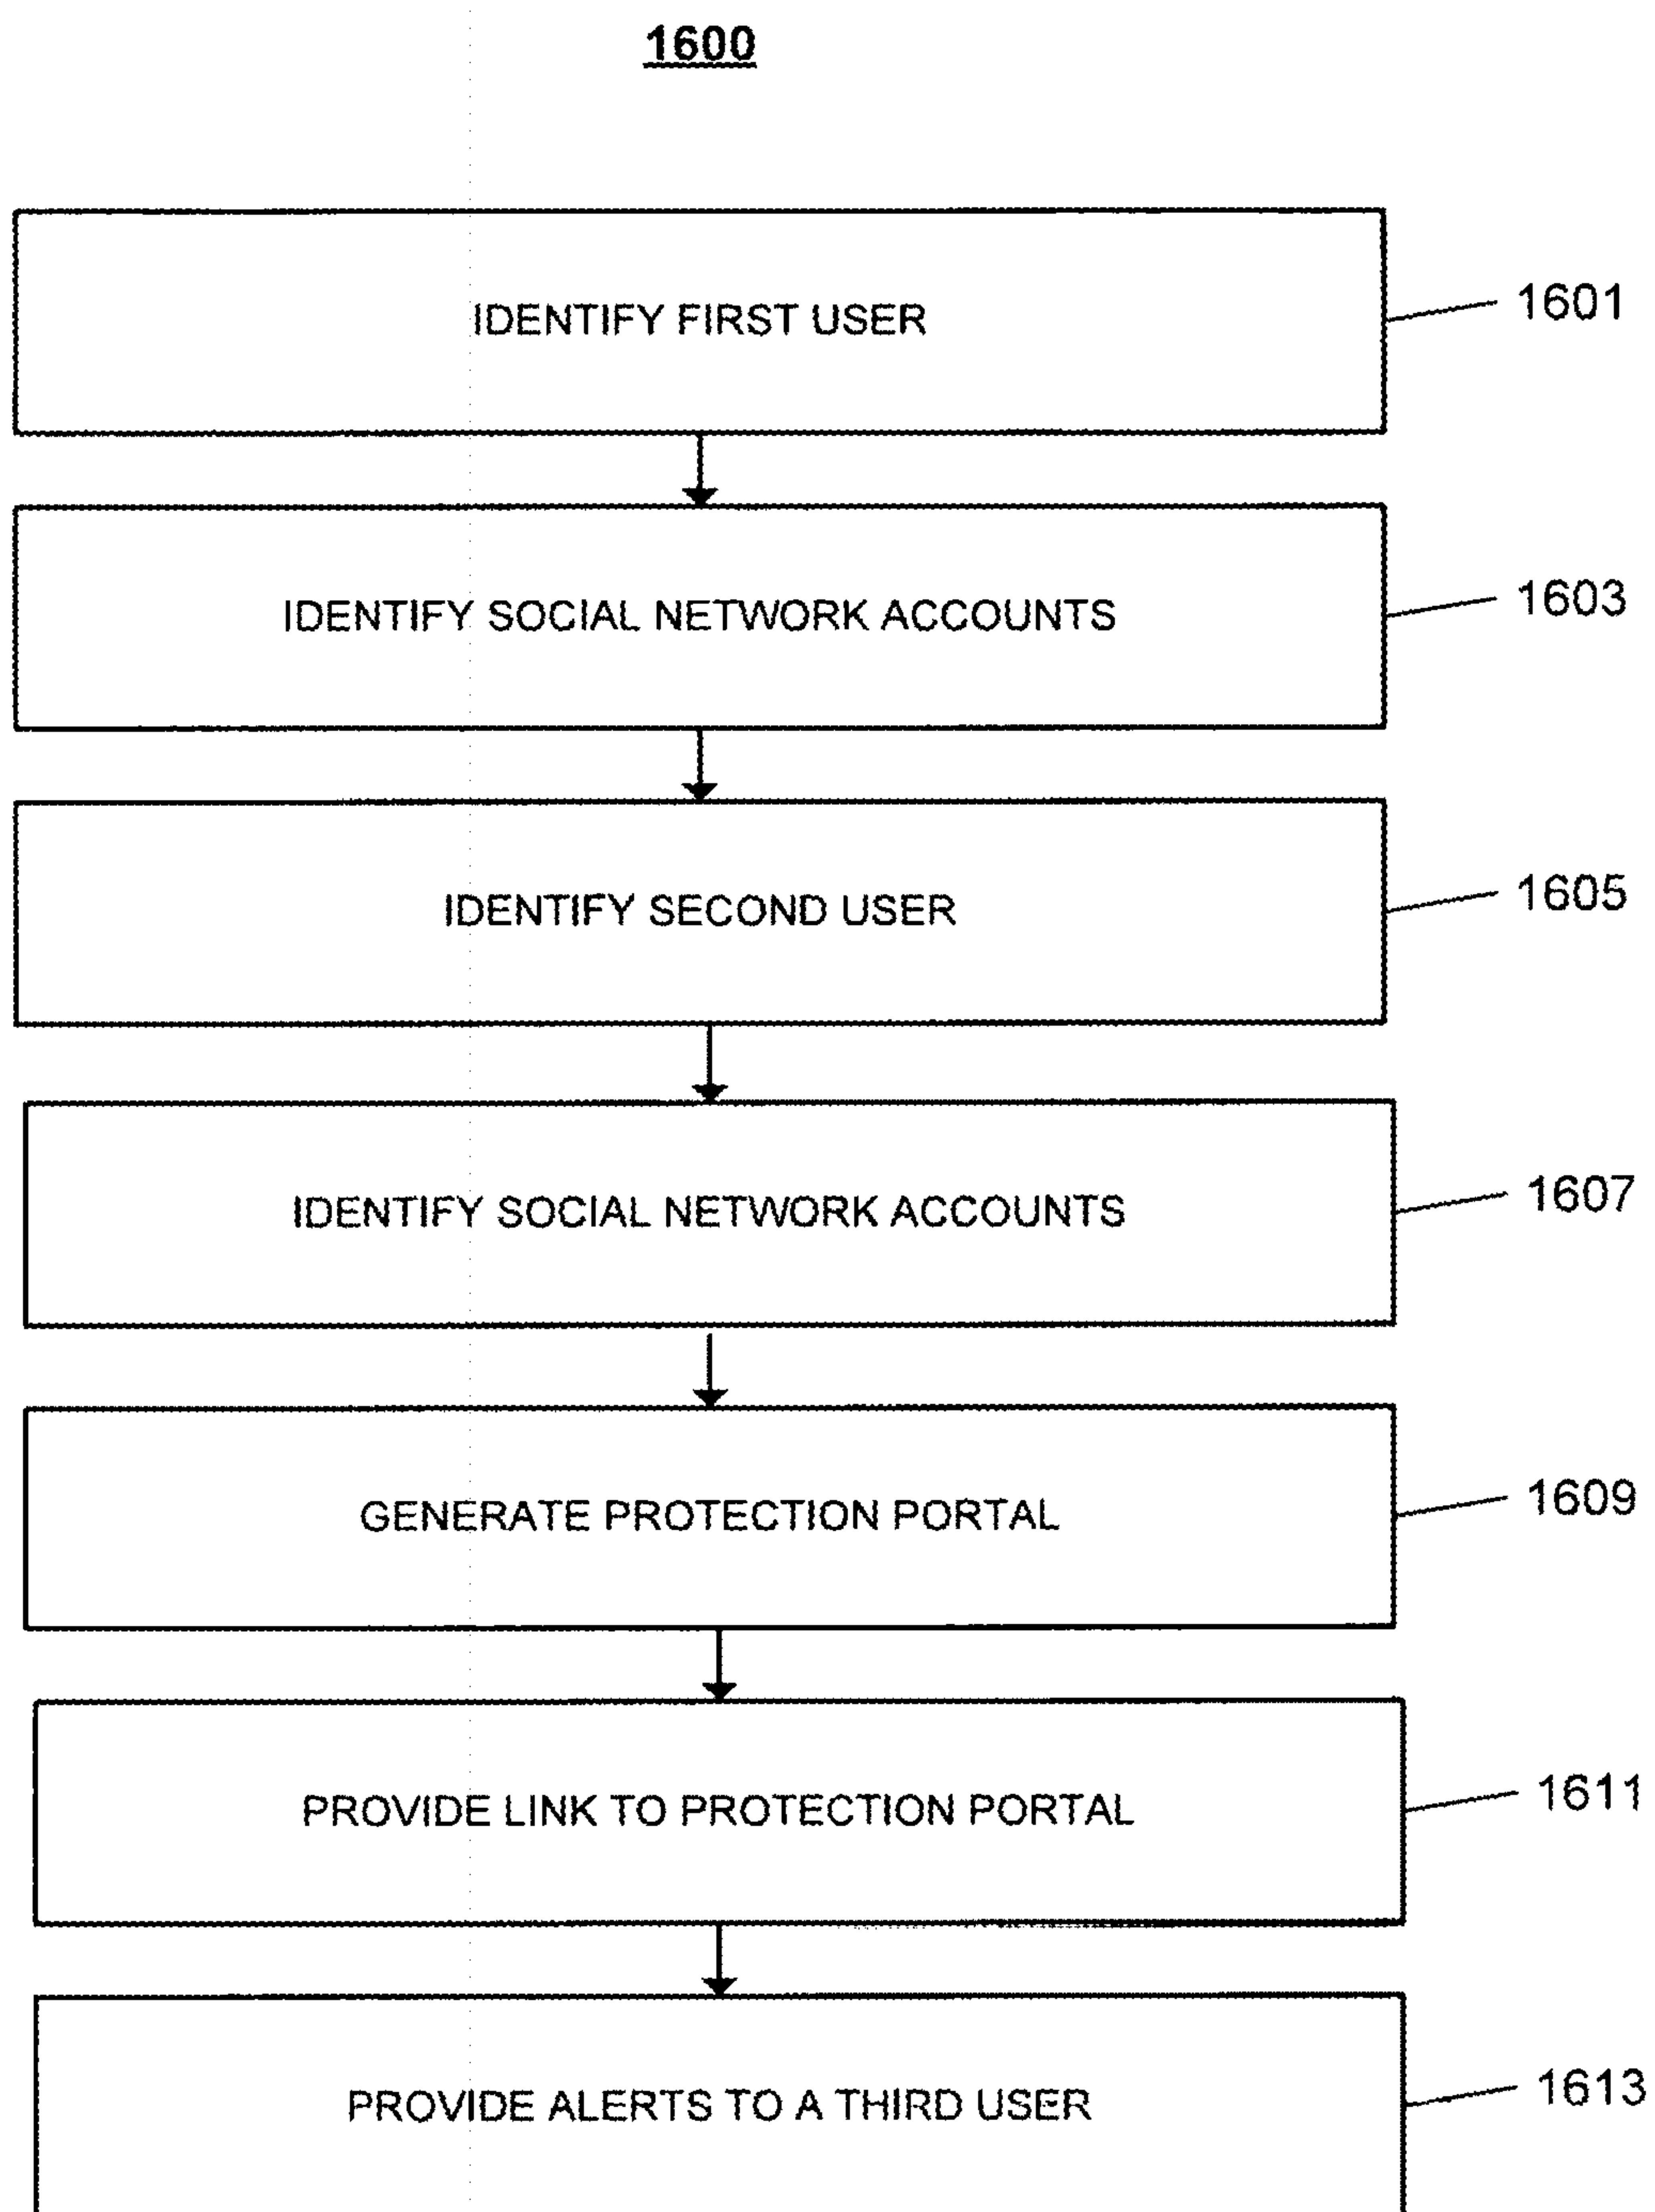 1600
IDENTIFY FIRST USER
1601
IDENTIFY SOCIAL NETWORK ACCOUNTS
1603
IDENTIFY SECOND USER
1605
IDENTIFY SOCIAL NETWORK ACCOUNTS
1607
GENERATE PROTECTION PORTAL
1609
PROVIDE LINK TO PROTECTION PORTAL
1611
PROVIDE ALERTS TO A THIRD USER
1613